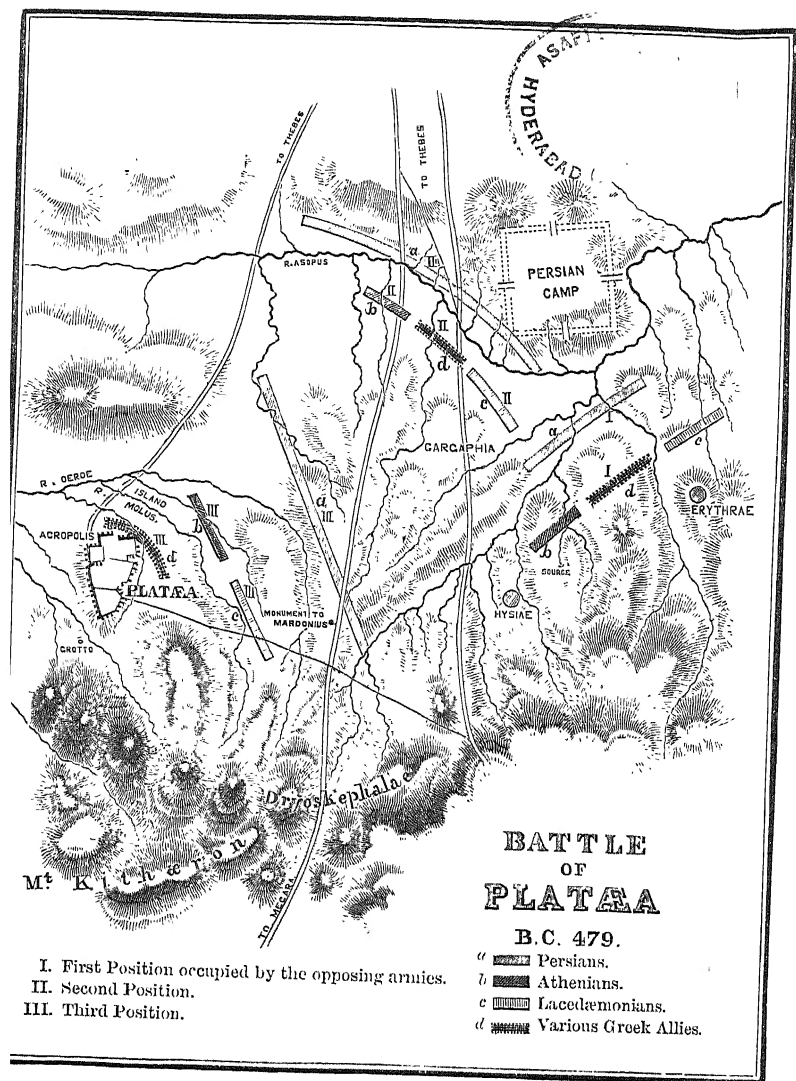 ASAFI
HYDERABAD
TO THEBES
TO THEBES
a
II
R. ASOPUS
PERSIAN
CAMP
II
b
II
d
c II
GARGAPHIA
a
I
c
I
d
b
ERYTHRAE
SOURCE
HYSIAE
R. OEROE
ISLAND
R. MOLUS.
ACROPOLIS
III
b
III
d
a
III
PLATÆA
III
c
MONUMENT TO
MARDONIUS
GROTTO
Dryoskephalae
Mt Kithæron
TO MEGARA
BATTLE
OF
PLATÆA
B.C. 479.
a Persians.
b Athenians.
c Lacedæmonians.
d Various Greek Allies.
I. First Position occupied by the opposing armies.
II. Second Position.
III. Third Position.